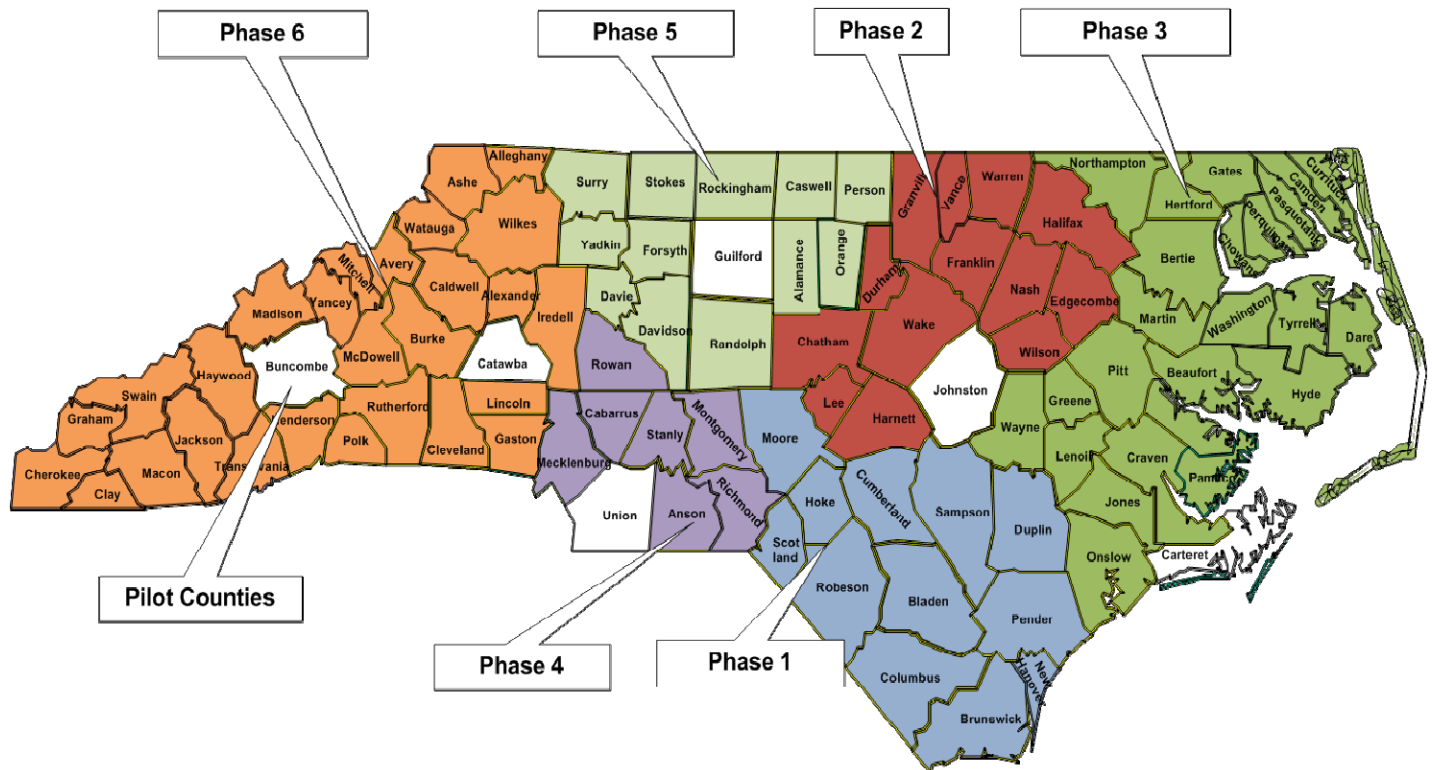 Phase 6
Phase 5
Phase 2
Phase 3
Alleghany
Ashe
Surry
Stokes
Rockingham
Caswell
Person
Granvill
Vance
Warren
Northampton
Gates
Currituck
Camden
Pasquotank
Perquiman
Chowan
Hertford
Halifax
Wilkes
Watauga
Yadkin
Forsyth
Guilford
Alamance
Orange
Durham
Franklin
Nash
Edgecombe
Bertie
Mitchell
Avery
Caldwell
Alexander
Iredell
Davie
Davidson
Randolph
Chatham
Wake
Wilson
Martin
Washington
Tyrrell
Dare
Madison
Yancey
McDowell
Burke
Catawba
Rowan
Johnston
Pitt
Beaufort
Hyde
Buncombe
Haywood
Swain
Graham
Jackson
Cherokee
Macon
Clay
Transylvania
enderson
Polk
Rutherford
Cleveland
Lincoln
Gaston
Mecklenburg
Cabarrus
Stanly
Montgomery
Moore
Lee
Harnett
Wayne
Greene
Lenoir
Craven
Pamlico
Jones
Onslow
Carteret
Union
Anson
Richmond
Scot
land
Hoke
Cumberland
Sampson
Duplin
Robeson
Bladen
Pender
Columbus
Brunswick
New
Hanover
Pilot Counties
Phase 4
Phase 1